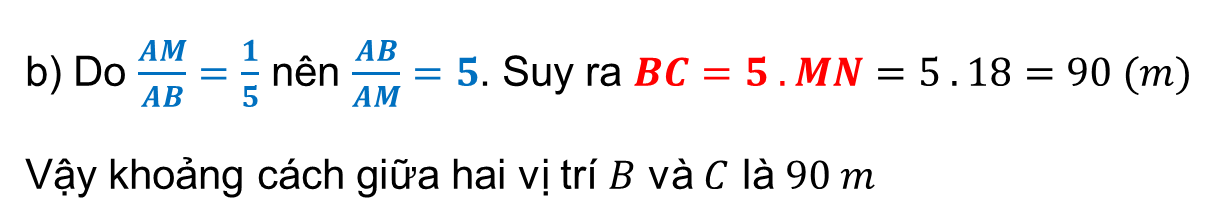 b) Do AM/AB = 1/5 nên AB/AM = 5. Suy ra BC = 5 . MN = 5 . 18 = 90 (m)
Vậy khoảng cách giữa hai vị trí B và C là 90 m